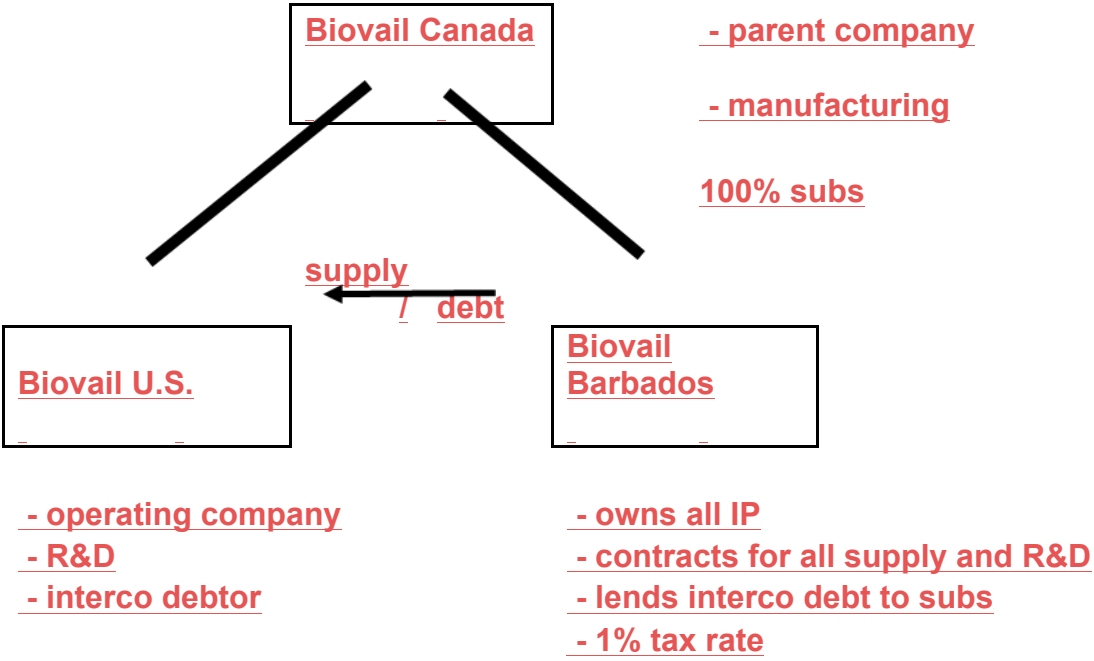 Biovail Canada
- parent company
- manufacturing
100% subs
supply
/ debt
Biovail U.S.
Biovail
Barbados
- operating company
- R&D
- interco debtor
- owns all IP
- contracts for all supply and R&D
- lends interco debt to subs
- 1% tax rate